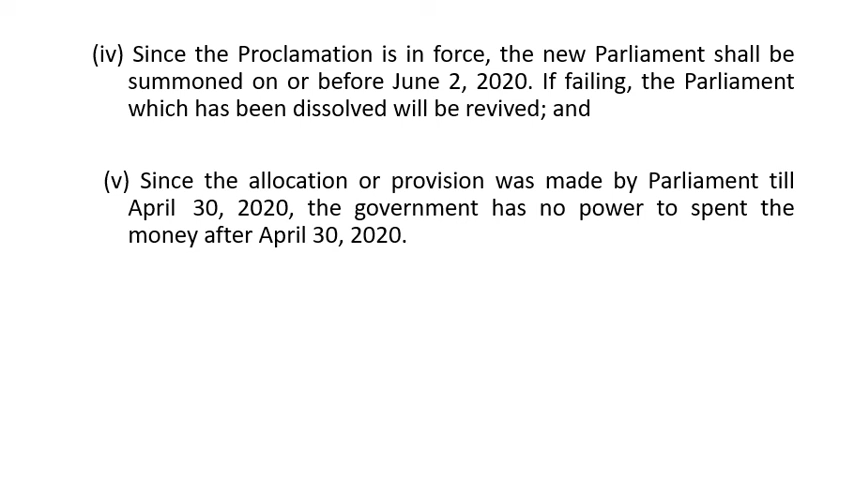 (iv) Since the Proclamation is in force, the new Parliament shall be
summoned on or before June 2, 2020. If failing, the Parliament
which has been dissolved will be revived; and
(v) Since the allocation or provision was made by Parliament till
April 30, 2020, the government has no power to spent the
money after April 30, 2020.